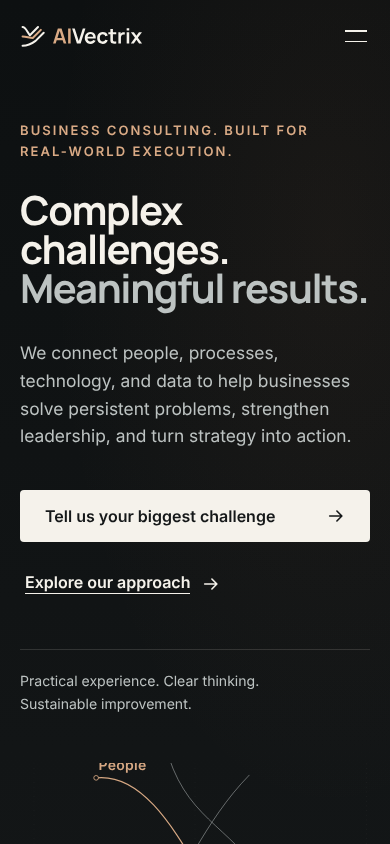 AIVectrix
BUSINESS CONSULTING. BUILT FOR
REAL-WORLD EXECUTION.
Complex
challenges.
Meaningful results.
We connect people, processes,
technology, and data to help businesses
solve persistent problems, strengthen
leadership, and turn strategy into action.
Tell us your biggest challenge →
Explore our approach →
Practical experience. Clear thinking.
Sustainable improvement.
People